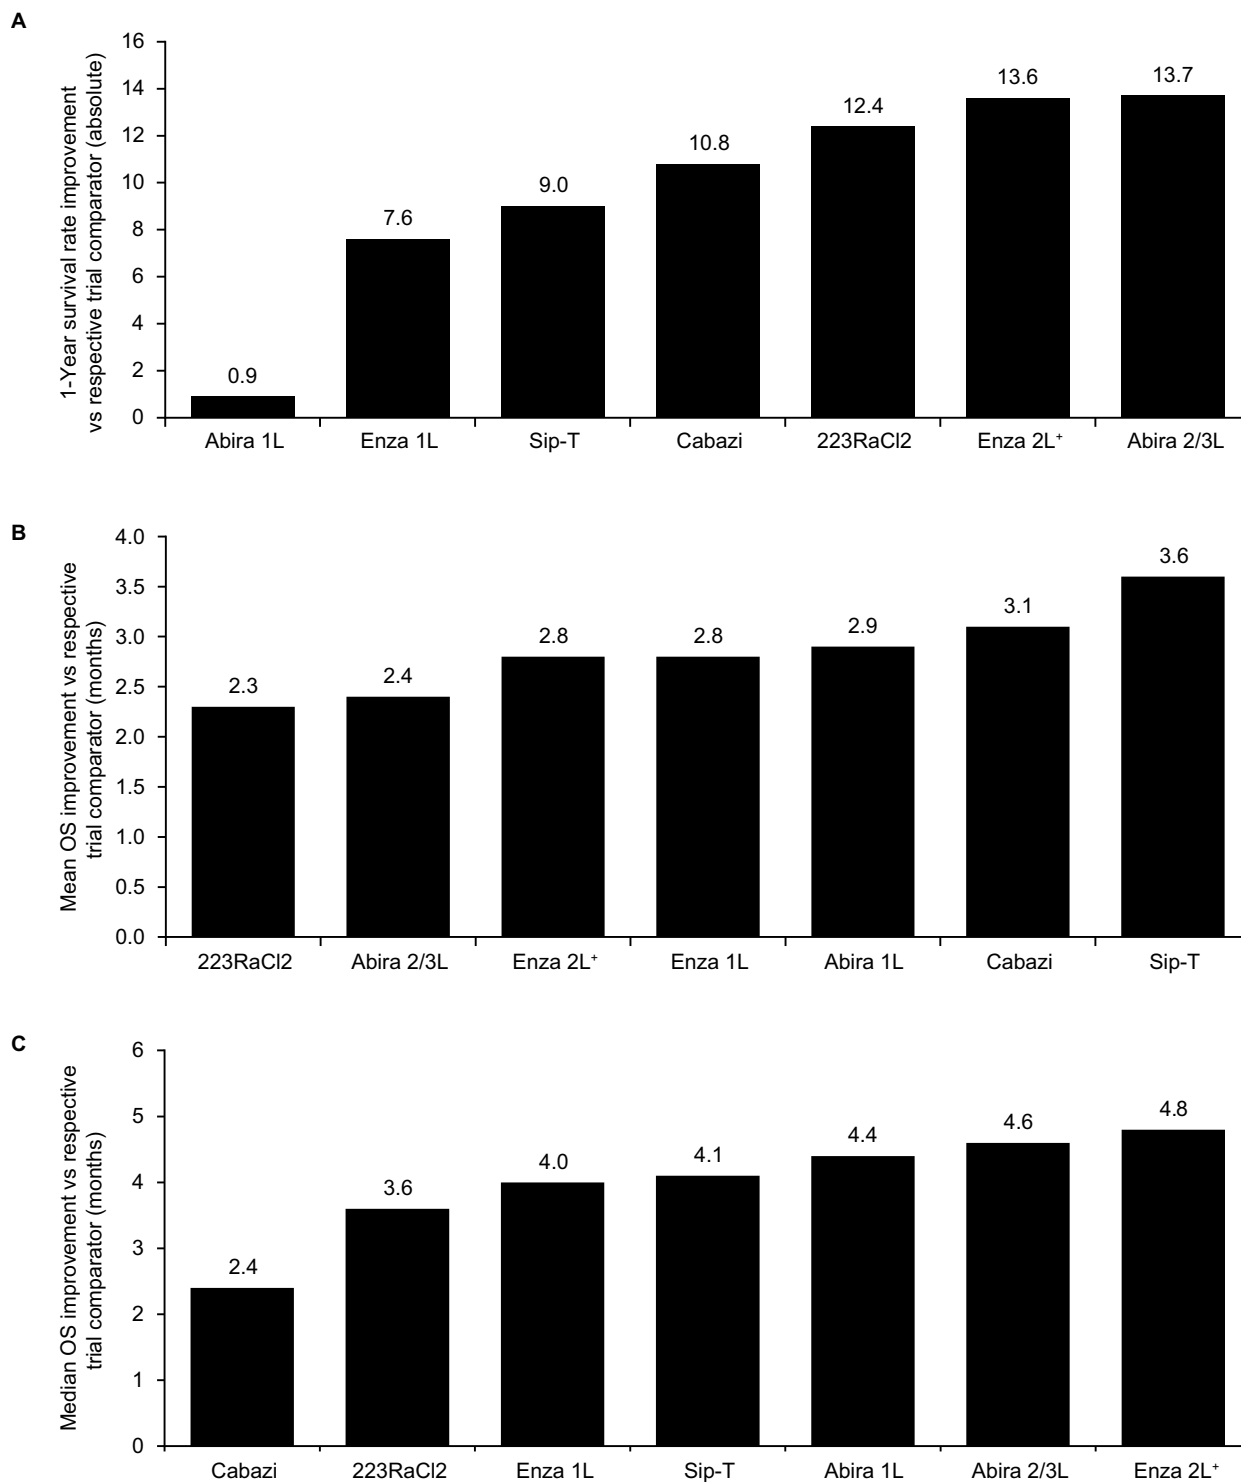 A
1-Year survival rate improvement
vs respective trial comparator (absolute)
16
14
12
10
8
6
4
2
0
0.9
7.6
9.0
10.8
12.4
13.6
13.7
Abira 1L
Enza 1L
Sip-T
Cabazi
223RaCl2
Enza 2L⁺
Abira 2/3L
B
Mean OS improvement vs respective
trial comparator (months)
4.0
3.5
3.0
2.5
2.0
1.5
1.0
0.5
0.0
2.3
2.4
2.8
2.8
2.9
3.1
3.6
223RaCl2
Abira 2/3L
Enza 2L⁺
Enza 1L
Abira 1L
Cabazi
Sip-T
C
Median OS improvement vs respective
trial comparator (months)
6
5
4
3
2
1
0
2.4
3.6
4.0
4.1
4.4
4.6
4.8
Cabazi
223RaCl2
Enza 1L
Sip-T
Abira 1L
Abira 2/3L
Enza 2L⁺